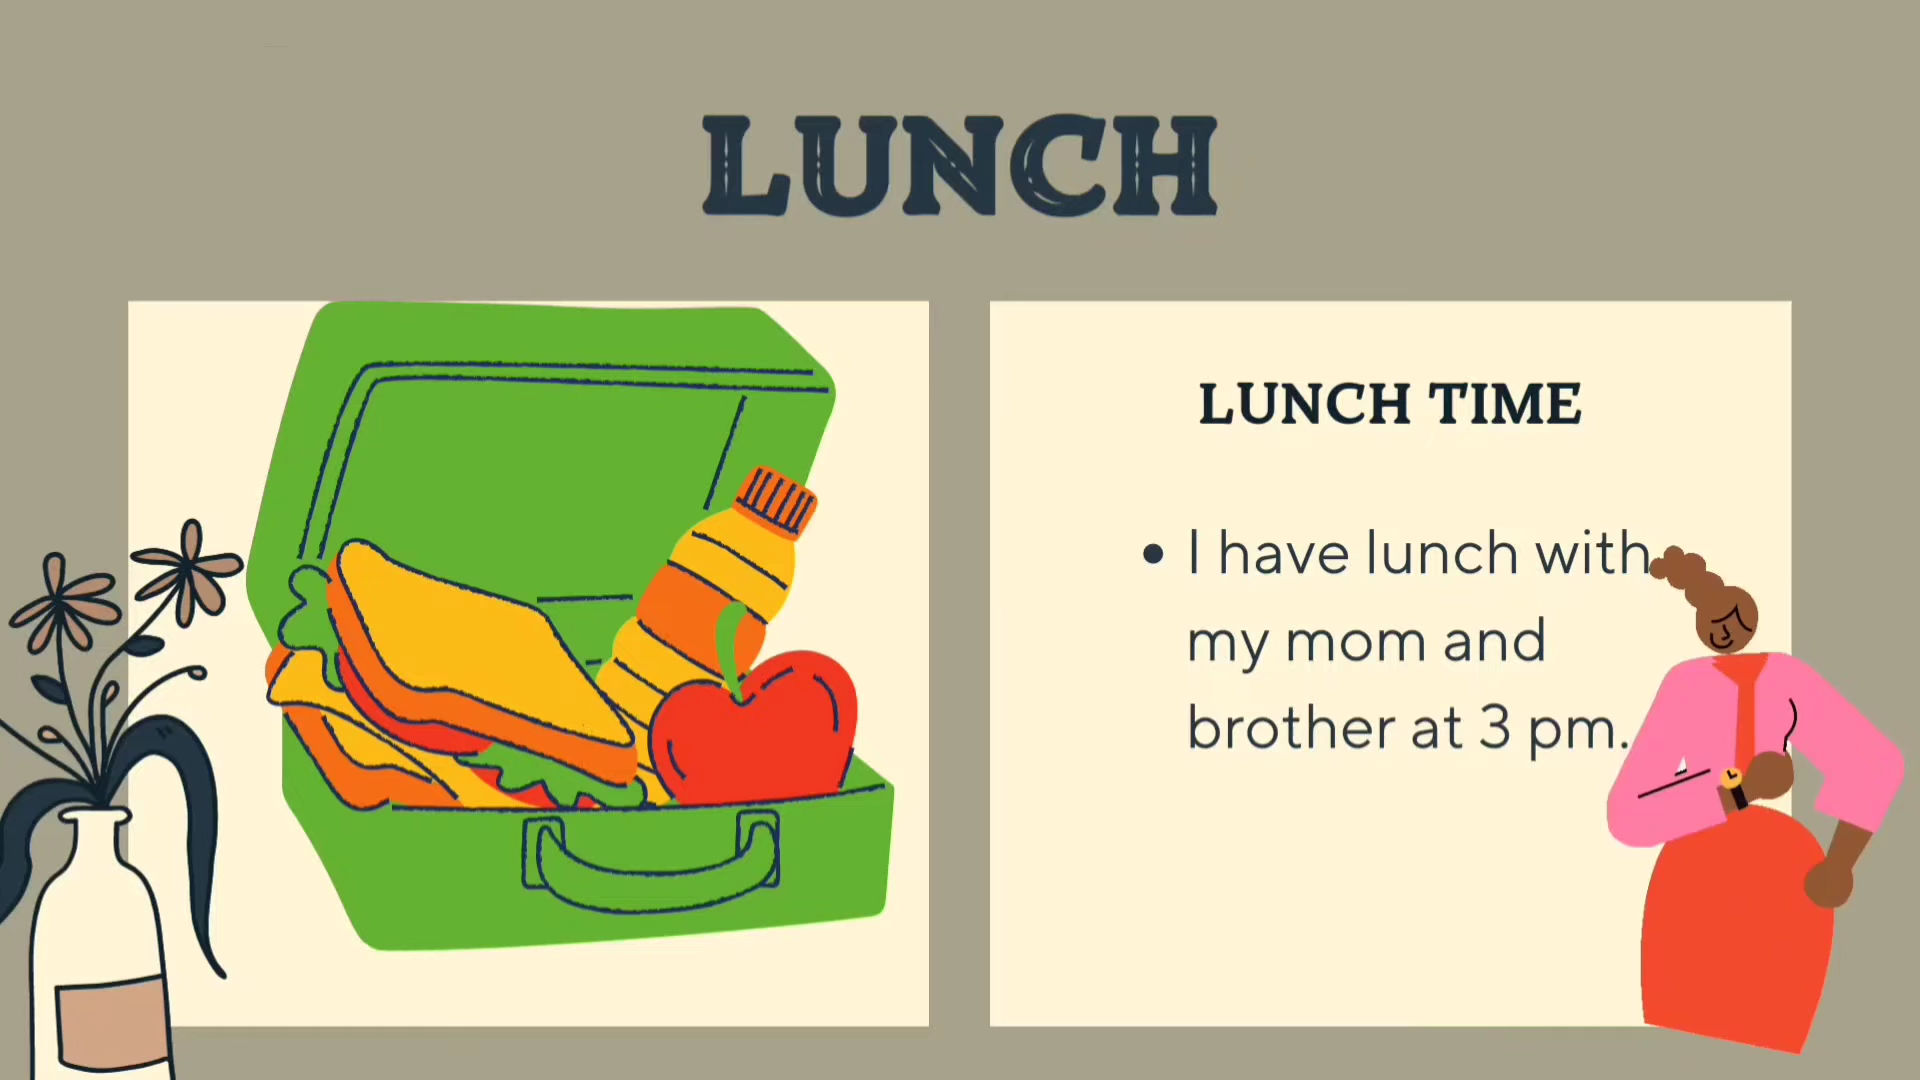 LUNCH
LUNCH TIME
• I have lunch with
my mom and
brother at 3 pm.